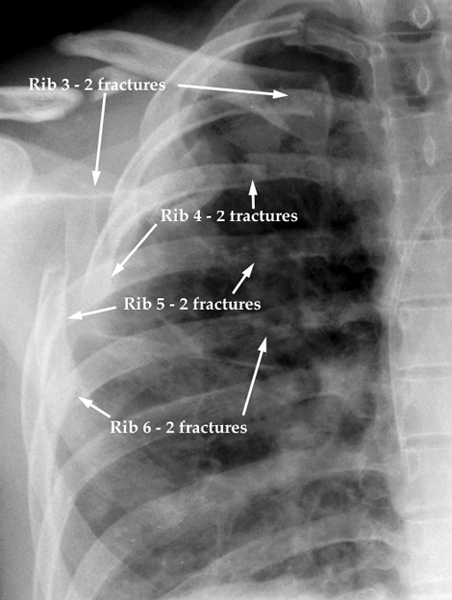 Rib 3 - 2 fractures
Rib 4 - 2 fractures
Rib 5 - 2 fractures
Rib 6 - 2 fractures